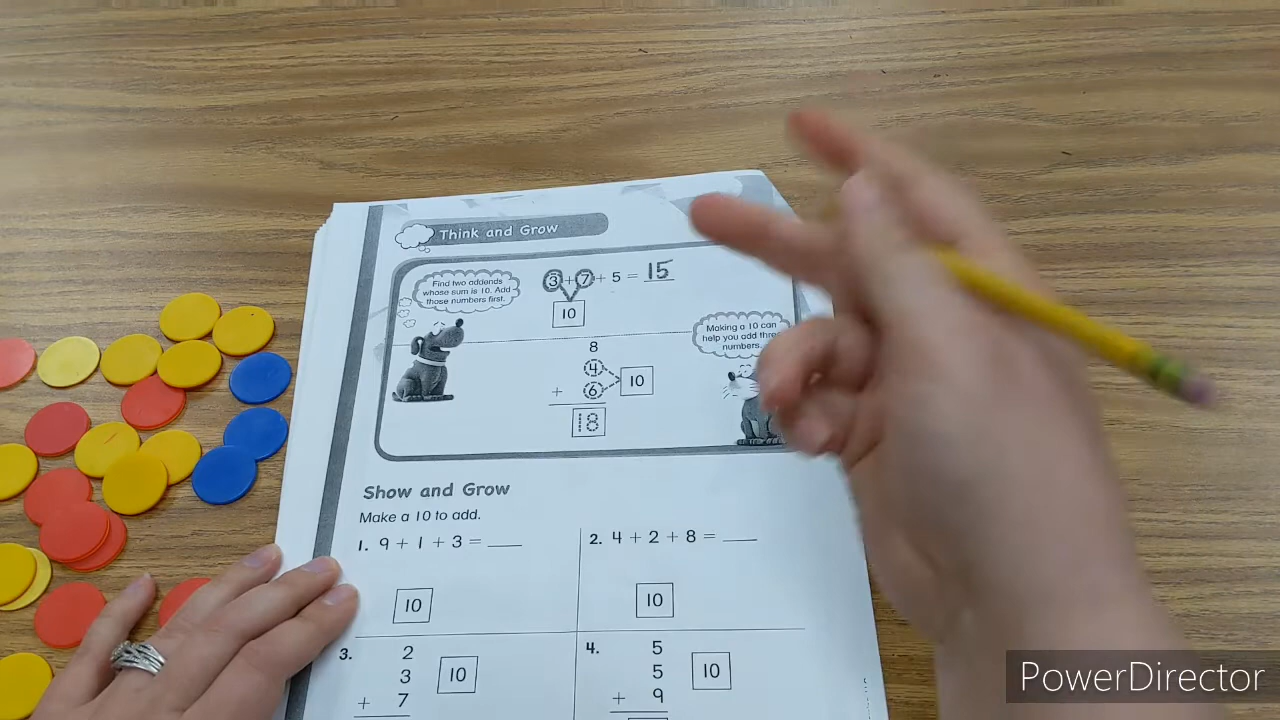 Think and Grow
Find two addends
whose sum is 10. Add
those numbers first.
3 + 7 + 5 = 15
10
Making a 10 can
help you add three
numbers.
8
4
10
+ 6
18
Show and Grow
Make a 10 to add.
1. 9 + 1 + 3 = ___
10
2. 4 + 2 + 8 = ___
10
3. 2
3
10
+ 7
4. 5
5
10
+ 9
PowerDirector